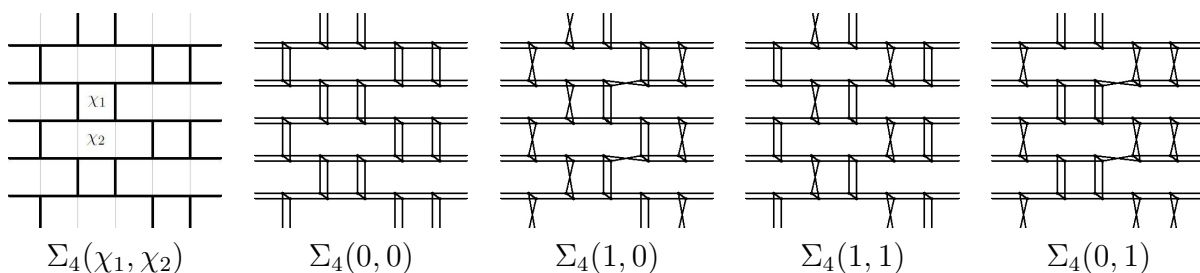 χ₁
χ₂
Σ₄(χ₁, χ₂) Σ₄(0, 0) Σ₄(1, 0) Σ₄(1, 1) Σ₄(0, 1)